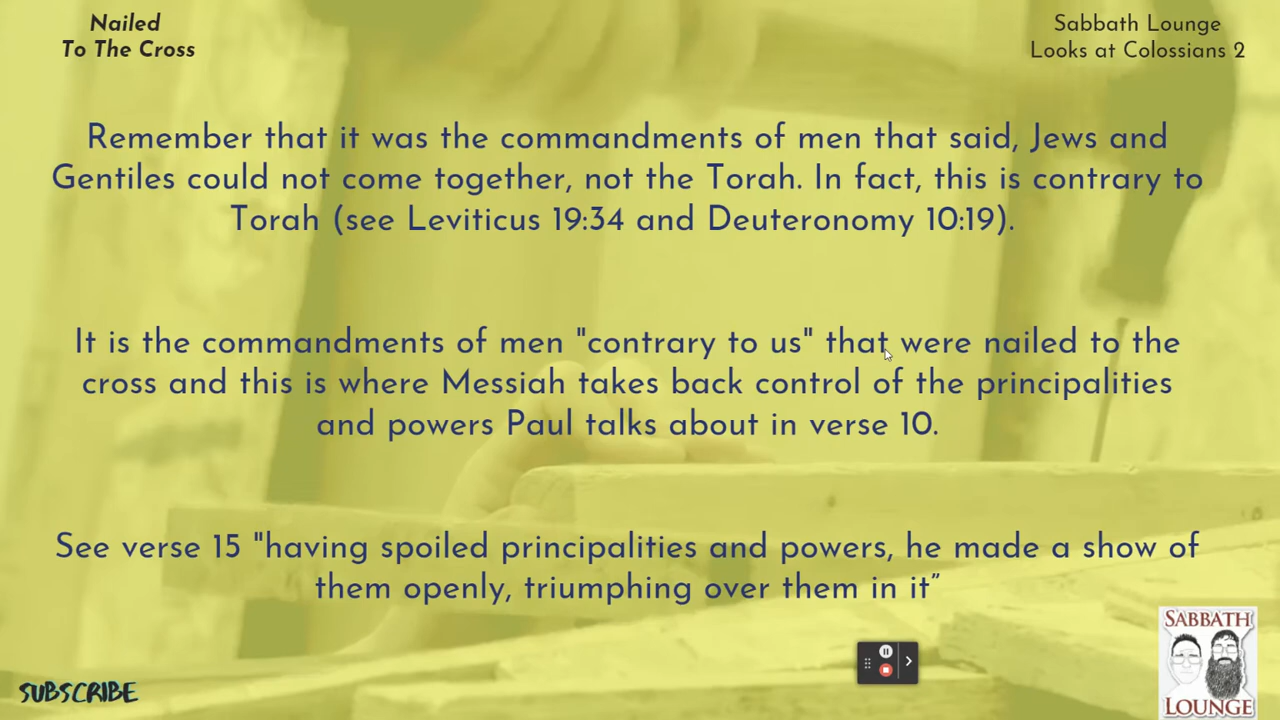 Nailed
To The Cross
Sabbath Lounge
Looks at Colossians 2
Remember that it was the commandments of men that said, Jews and
Gentiles could not come together, not the Torah. In fact, this is contrary to
Torah (see Leviticus 19:34 and Deuteronomy 10:19).
It is the commandments of men "contrary to us" that were nailed to the
cross and this is where Messiah takes back control of the principalities
and powers Paul talks about in verse 10.
See verse 15 "having spoiled principalities and powers, he made a show of
them openly, triumphing over them in it”
SUBSCRIBE
SABBATH
LOUNGE